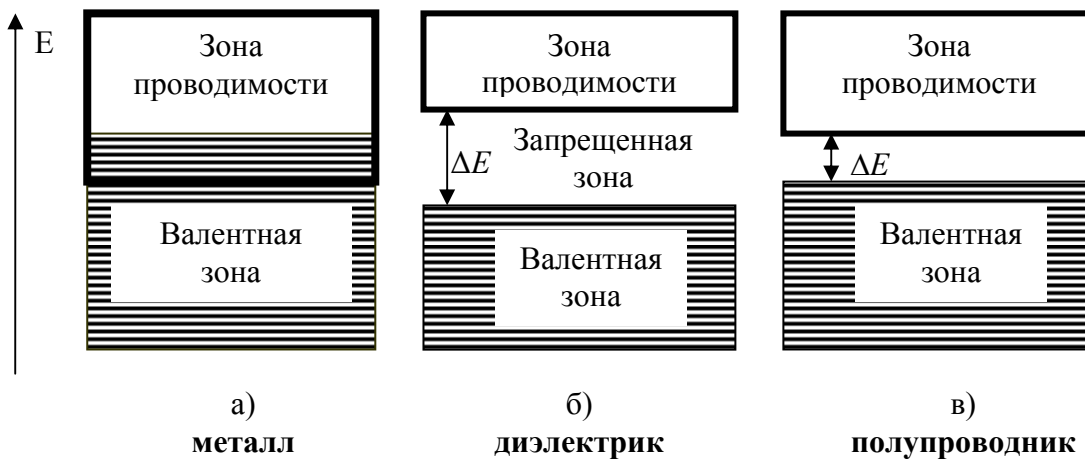 E
Зона
проводимости
Валентная
зона
а)
металл
Зона
проводимости
ΔE
Запрещенная
зона
Валентная
зона
б)
диэлектрик
Зона
проводимости
ΔE
Валентная
зона
в)
полупроводник